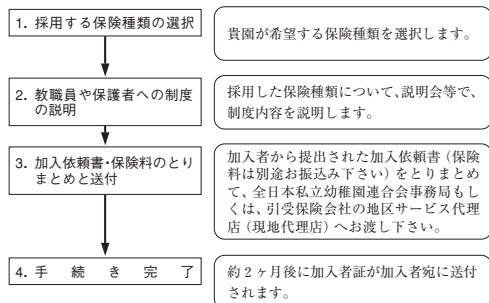 1. 採用する保険種類の選択
貴園が希望する保険種類を選択します。
2. 教職員や保護者への制度
の説明
採用した保険種類について、説明会等で、
制度内容を説明します。
3. 加入依頼書・保険料のとり
まとめと送付
加入者から提出された加入依頼書（保険
料は別途お振込み下さい）をとりまとめ
て、全日本私立幼稚園連合会事務局もし
くは、引受保険会社の地区サービス代理
店（現地代理店）へお渡し下さい。
4. 手続き完了
約2ヶ月後に加入者証が加入者宛に送付
されます。